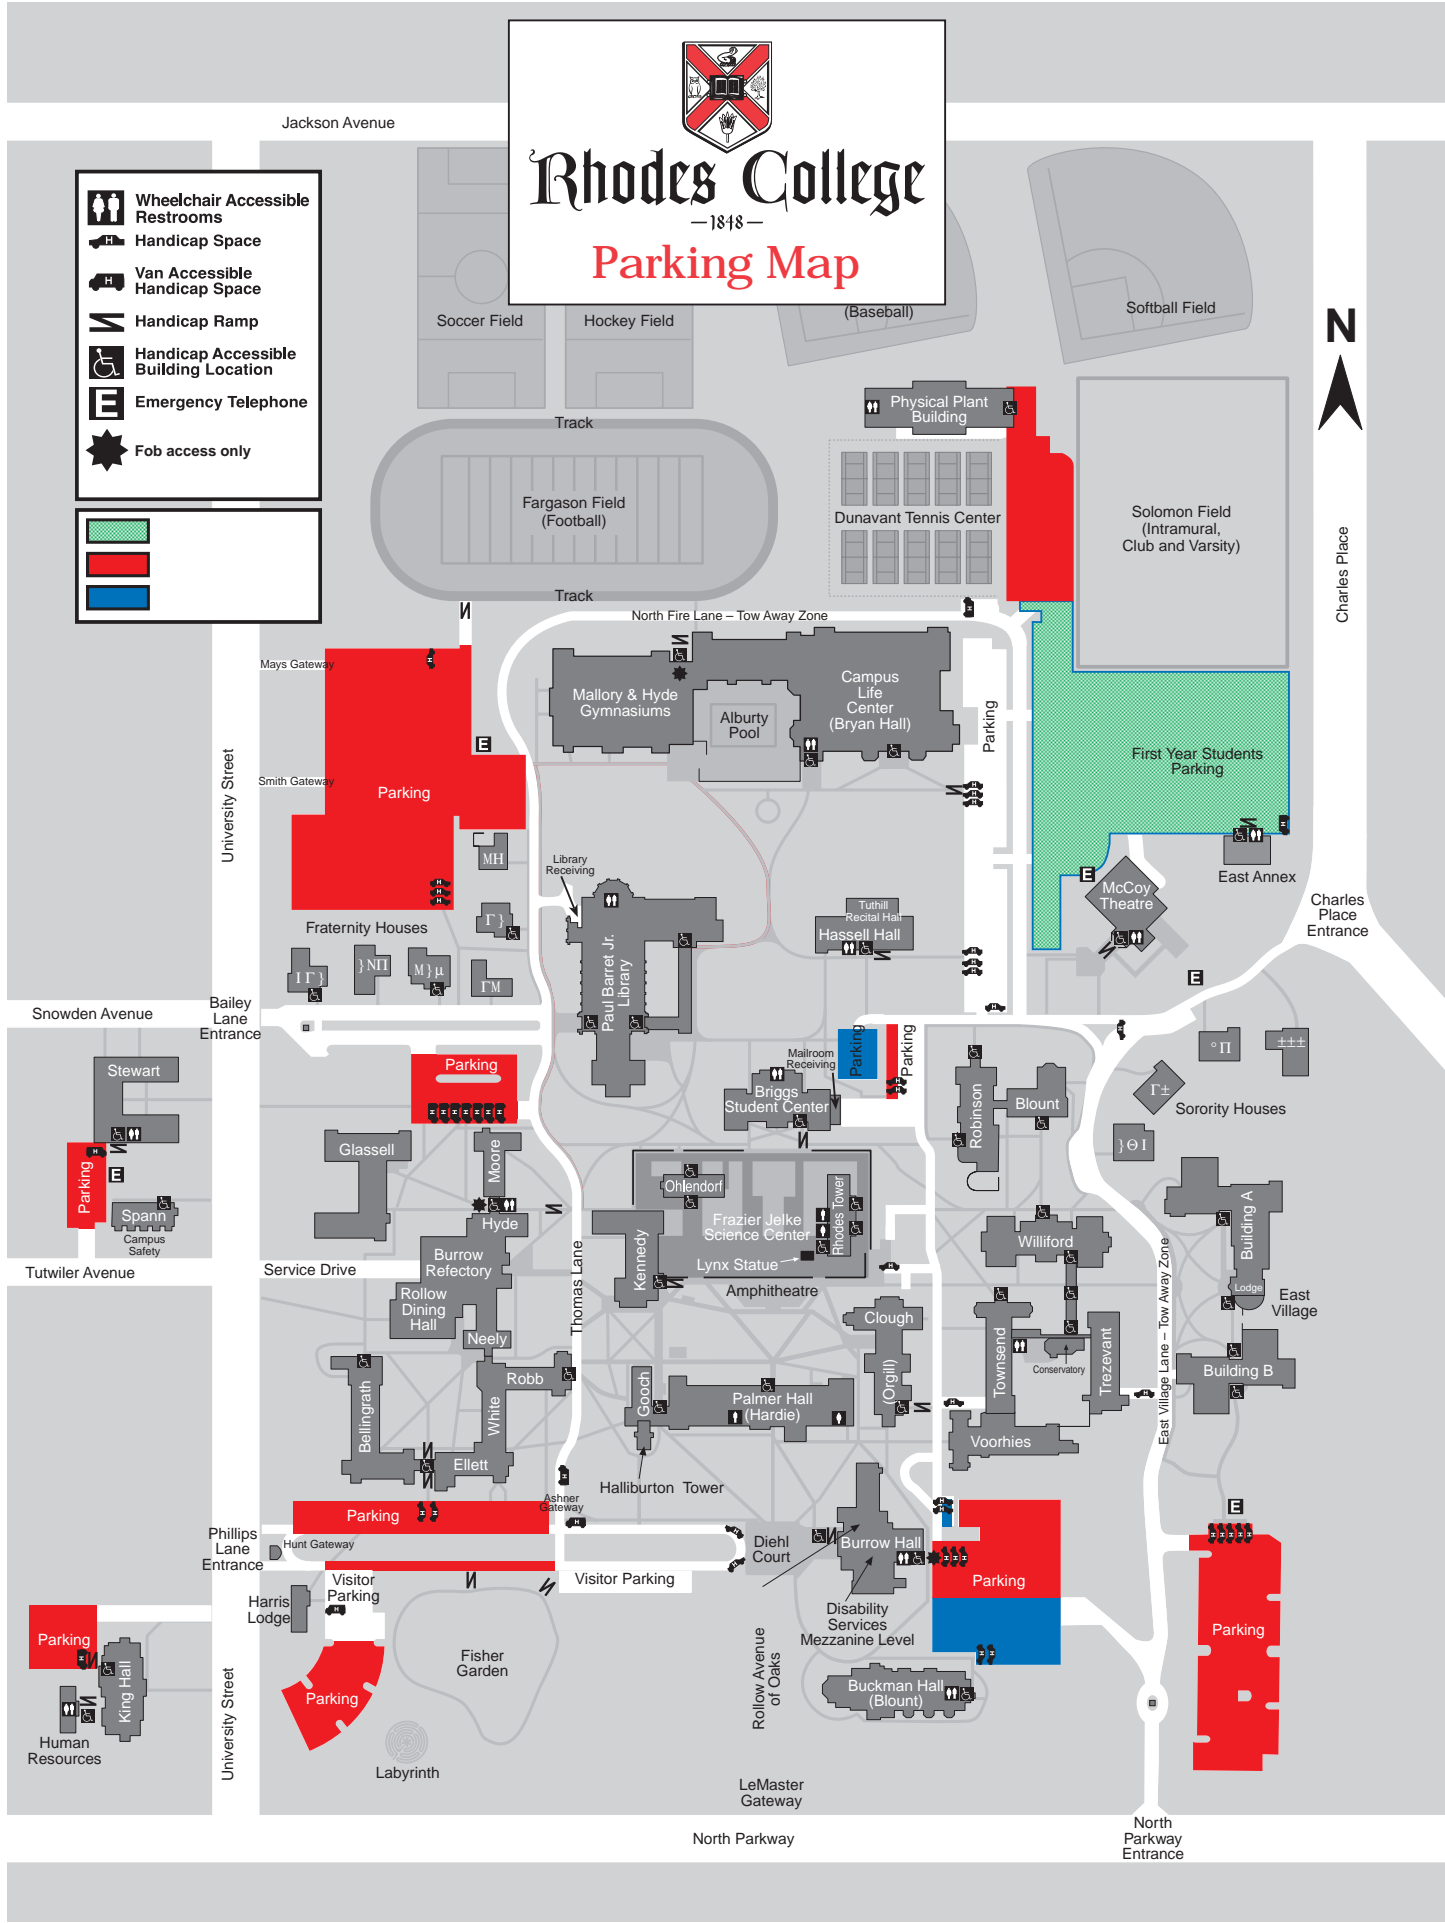 Rhodes College
1848
Parking Map
Jackson Avenue
Wheelchair Accessible
Restrooms
H
Handicap Space
H
Van Accessible
Handicap Space
Handicap Ramp
Handicap Accessible
Building Location
E
Emergency Telephone
Fob access only
Soccer Field
Hockey Field
(Baseball)
Softball Field
N
Physical Plant
Building
Track
Fargason Field
(Football)
Track
Dunavant Tennis Center
Solomon Field
(Intramural,
Club and Varsity)
Charles Place
North Fire Lane – Tow Away Zone
Mays Gateway
Smith Gateway
University Street
Parking
E
Mallory & Hyde
Gymnasiums
Alburty
Pool
Campus
Life
Center
(Bryan Hall)
Parking
First Year Students
Parking
East Annex
E
McCoy
Theatre
Charles
Place
Entrance
Library
Receiving
ΜΗ
Γ}
Fraternity Houses
ΙΓ}
}ΝΠ
Μ}μ
ΓΜ
Paul Barret Jr.
Library
Tuthill
Recital Hall
Hassell Hall
E
Snowden Avenue
Bailey
Lane
Entrance
Stewart
Parking
E
Spann
Campus
Safety
Tutwiler Avenue
Parking
Glassell
Moore
Hyde
Burrow
Refectory
Rollow
Dining
Hall
Neely
Service Drive
Thomas Lane
Mailroom
Receiving
Parking
Parking
Briggs
Student Center
Robinson
Blount
°Π
±±±
Γ±
Sorority Houses
}ΘΙ
Ohlendorf
Frazier Jelke
Science Center
Rhodes Tower
Lynx Statue
Amphitheatre
Kennedy
Williford
Building A
Lodge
East
Village
Building B
East Village Lane – Tow Away Zone
Clough
(Orgill)
Townsend
Conservatory
Trezevant
Voorhies
Bellingrath
White
Robb
Ellett
Gooch
Palmer Hall
(Hardie)
Halliburton Tower
Ashner
Gateway
Parking
Phillips
Lane
Entrance
Hunt Gateway
Visitor
Parking
Visitor Parking
Diehl
Court
Burrow Hall
Disability
Services
Mezzanine Level
Parking
E
Parking
Harris
Lodge
Parking
King Hall
Human
Resources
Parking
Fisher
Garden
Labyrinth
Rollow Avenue
of Oaks
Buckman Hall
(Blount)
University Street
LeMaster
Gateway
North Parkway
North
Parkway
Entrance